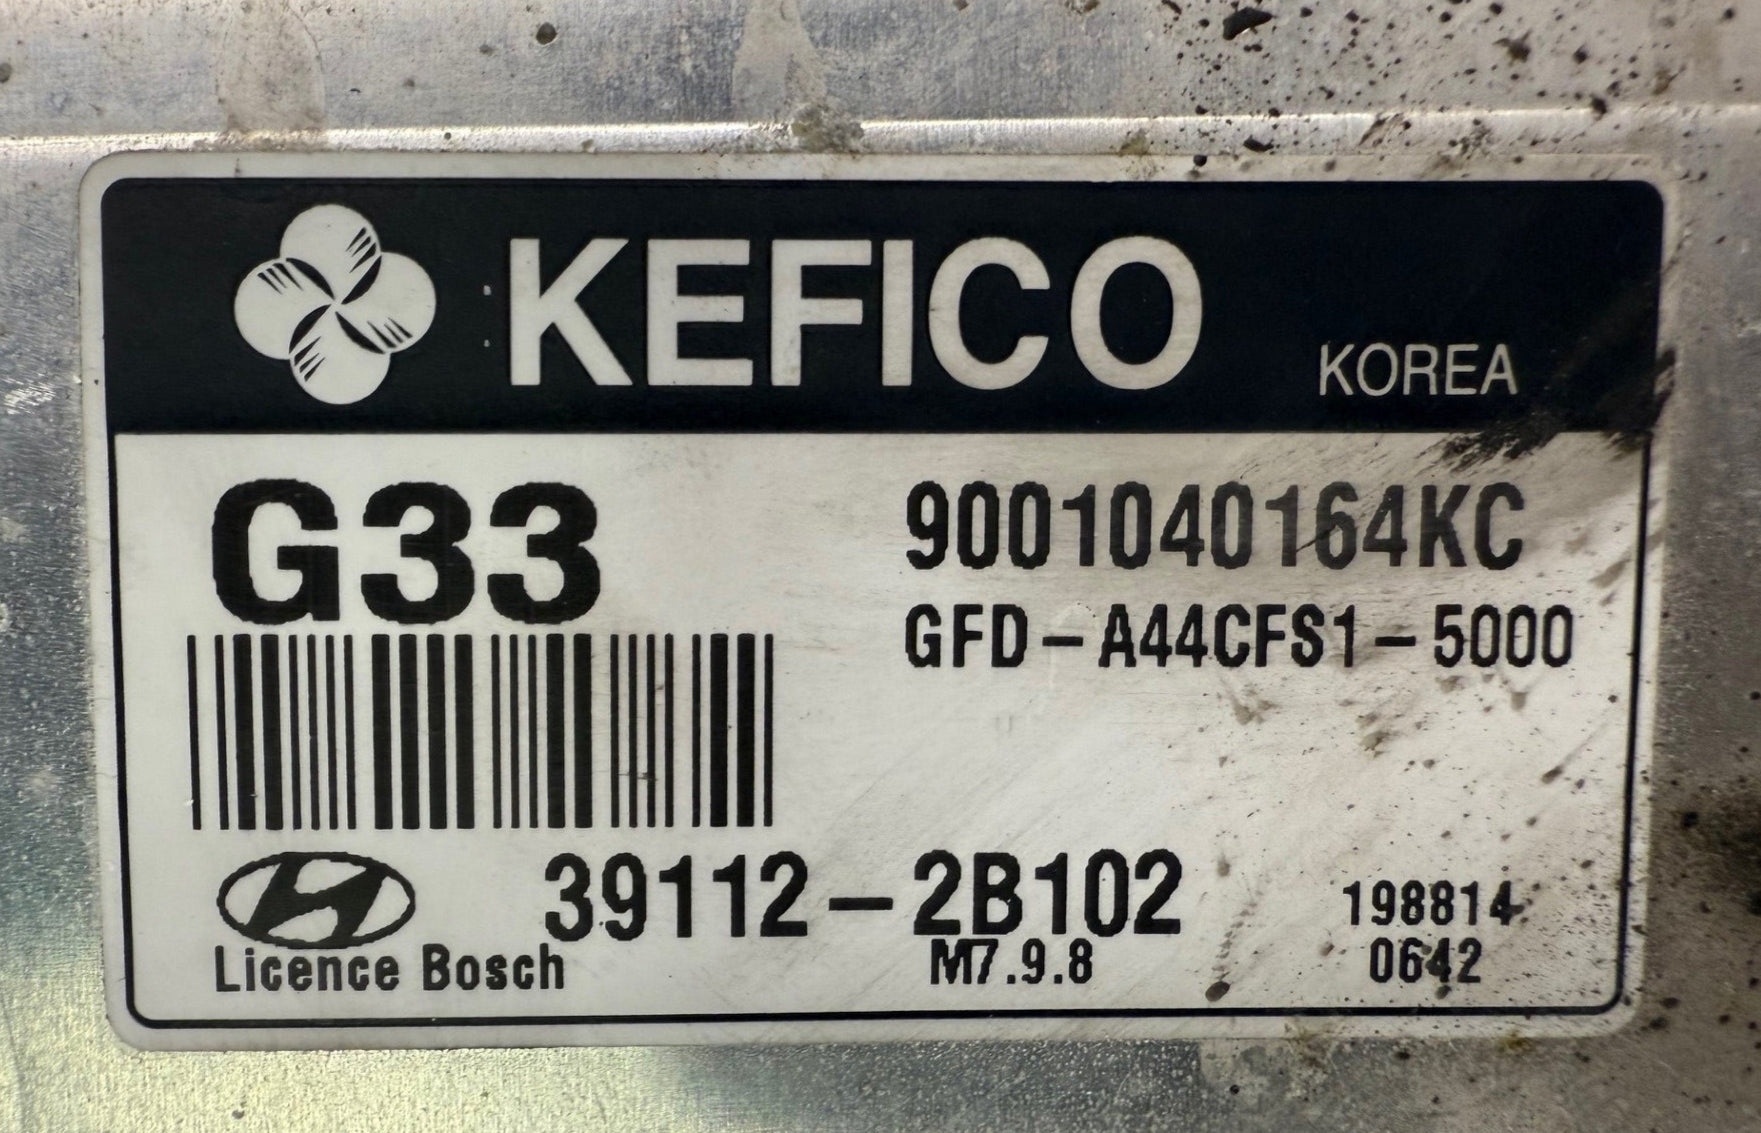 KEFICO KOREA
G33 9001040164KC
GFD-A44CFS1-5000
39112-2B102 198814
Licence Bosch M7.9.8 0642